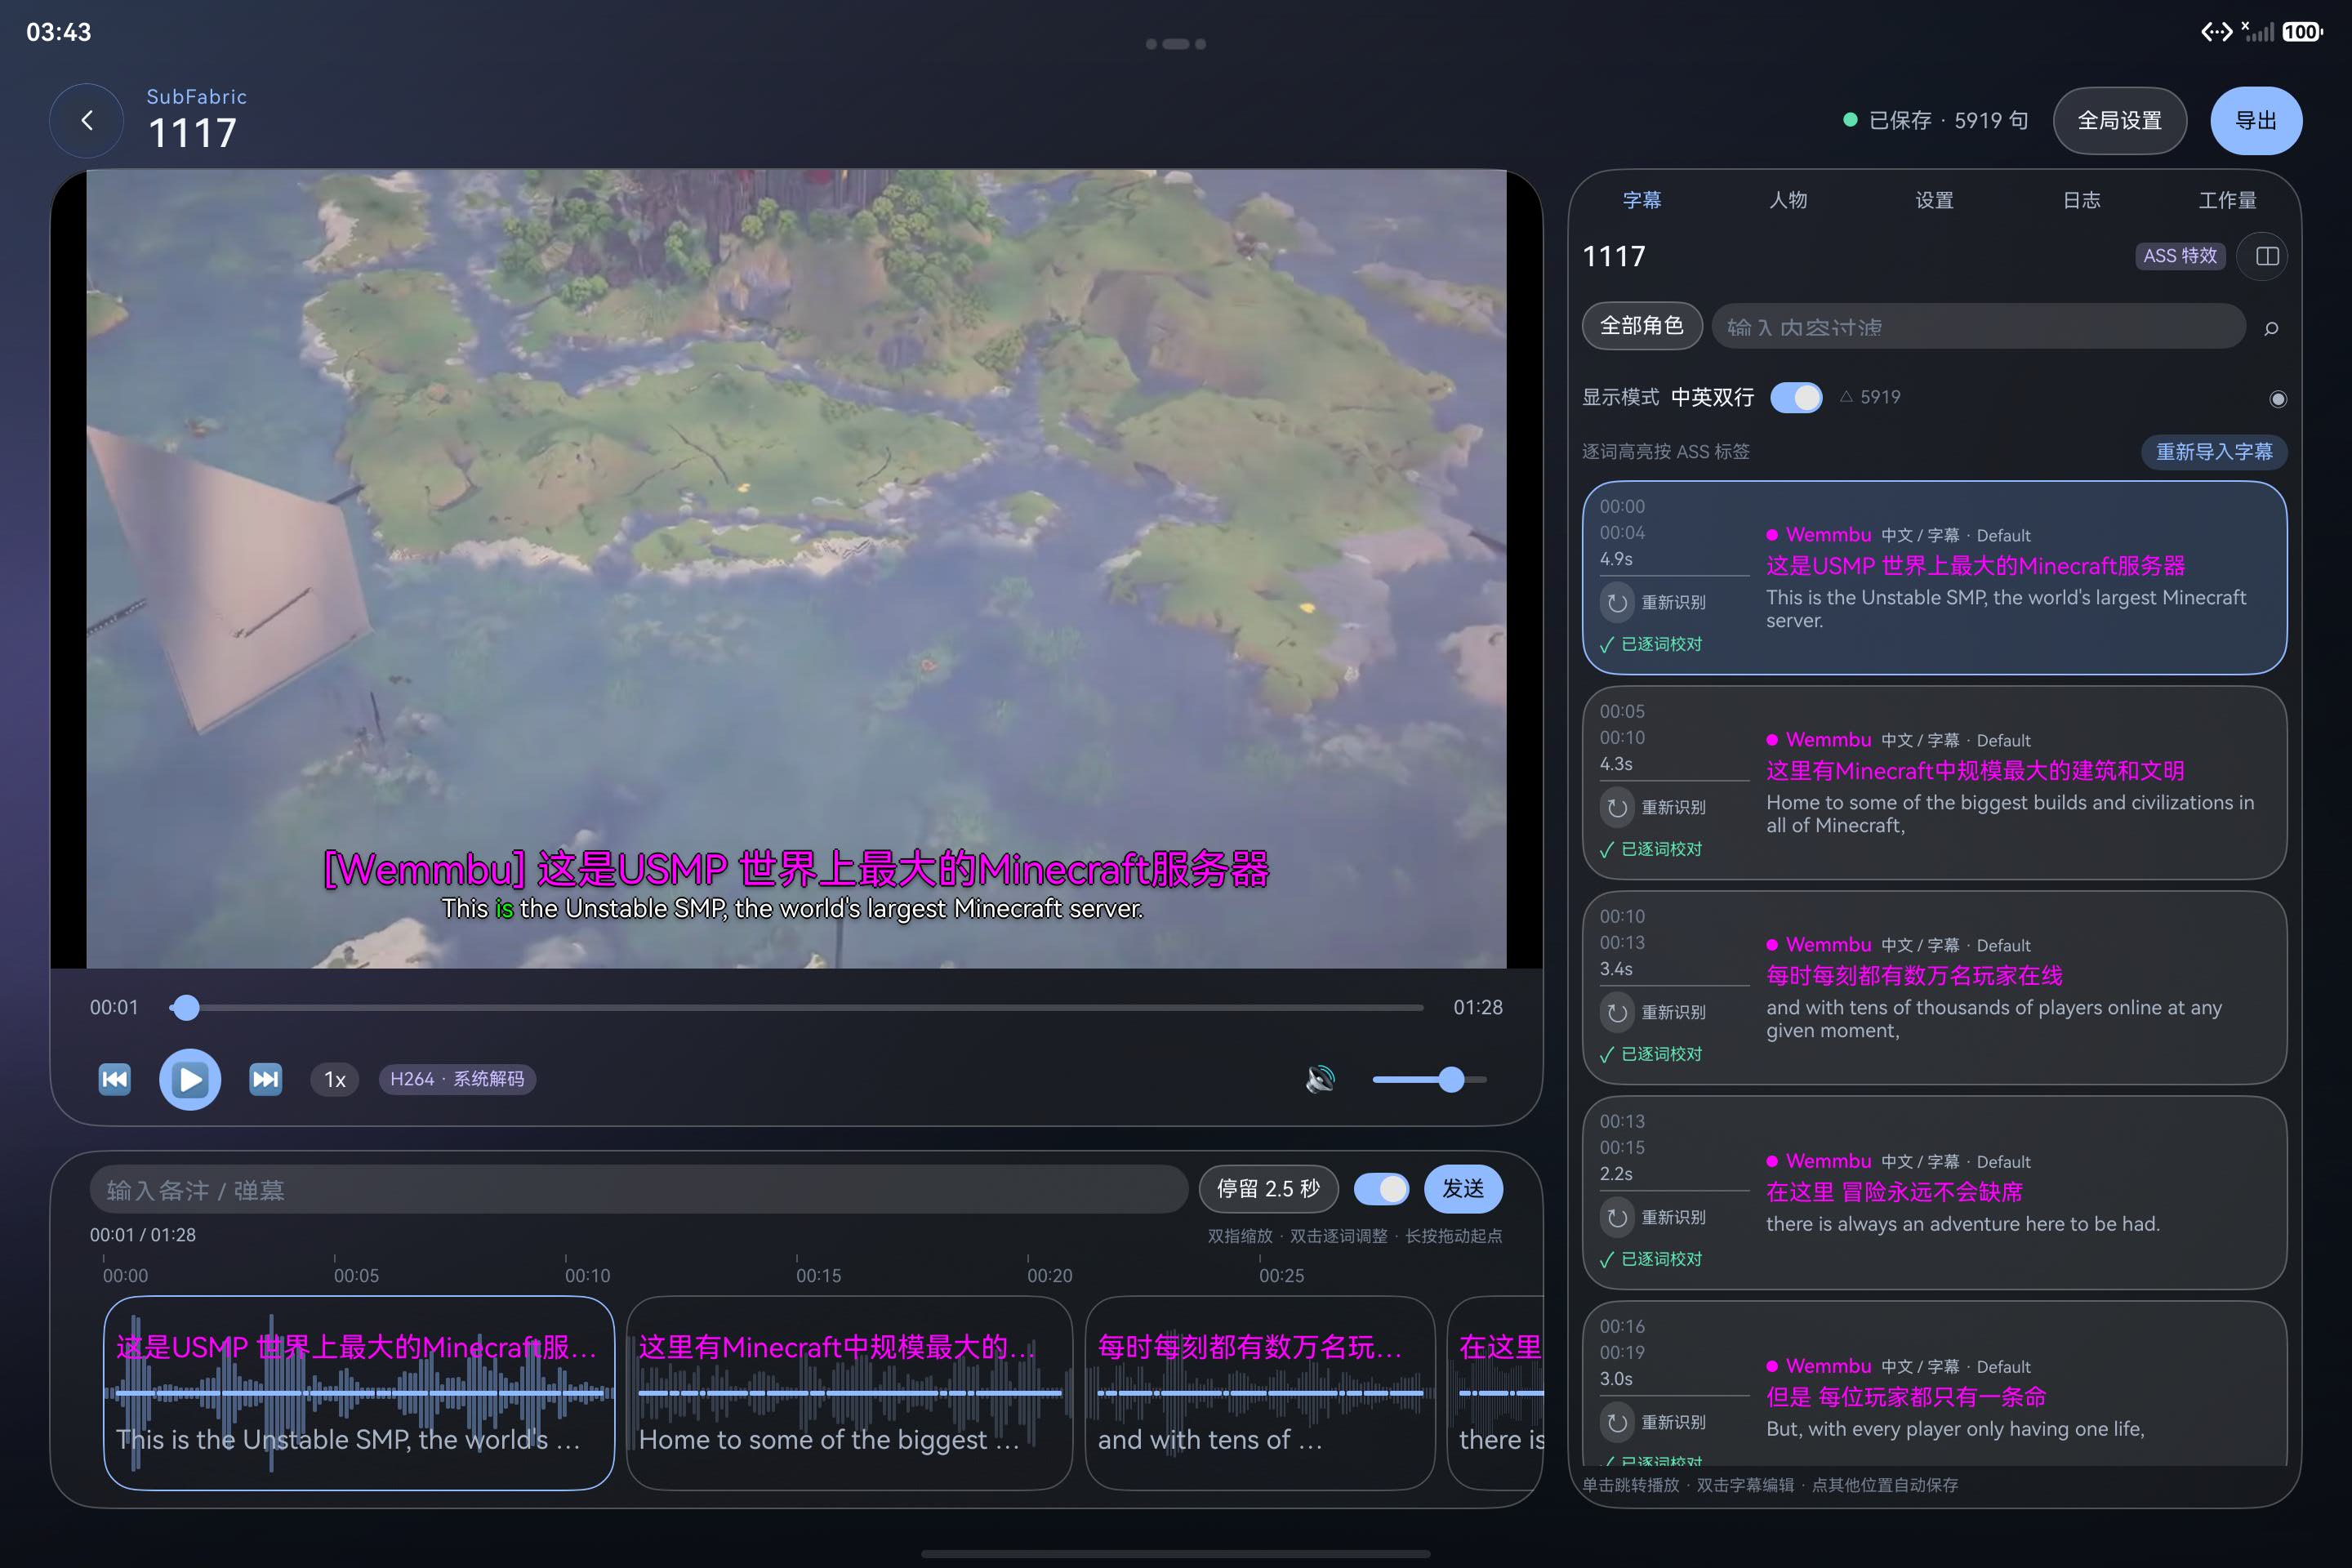 03:43
100
SubFabric
1117
已保存 · 5919 句
全局设置
导出
[Wemmbu] 这是USMP 世界上最大的Minecraft服务器
This is the Unstable SMP, the world's largest Minecraft server.
00:01
01:28
1x
H264 · 系统解码
输入备注 / 弹幕
停留 2.5 秒
发送
00:01 / 01:28
双指缩放 · 双击逐词调整 · 长按拖动起点
00:00
00:05
00:10
00:15
00:20
00:25
这是USMP 世界上最大的Minecraft服...
This is the Unstable SMP, the world's ...
这里有Minecraft中规模最大的...
Home to some of the biggest ...
每时每刻都有数万名玩...
and with tens of ...
在这里
there is
字幕
人物
设置
日志
工作量
1117
ASS 特效
全部角色
输入内容过滤
显示模式 中英双行
△ 5919
逐词高亮按 ASS 标签
重新导入字幕
00:00
00:04
4.9s
重新识别
✓ 已逐词校对
Wemmbu 中文 / 字幕 · Default
这是USMP 世界上最大的Minecraft服务器
This is the Unstable SMP, the world's largest Minecraft
server.
00:05
00:10
4.3s
重新识别
✓ 已逐词校对
Wemmbu 中文 / 字幕 · Default
这里有Minecraft中规模最大的建筑和文明
Home to some of the biggest builds and civilizations in
all of Minecraft,
00:10
00:13
3.4s
重新识别
✓ 已逐词校对
Wemmbu 中文 / 字幕 · Default
每时每刻都有数万名玩家在线
and with tens of thousands of players online at any
given moment,
00:13
00:15
2.2s
重新识别
✓ 已逐词校对
Wemmbu 中文 / 字幕 · Default
在这里 冒险永远不会缺席
there is always an adventure here to be had.
00:16
00:19
3.0s
重新识别
✓ 已逐词校对
Wemmbu 中文 / 字幕 · Default
但是 每位玩家都只有一条命
But, with every player only having one life,
单击跳转播放 · 双击字幕编辑 · 点其他位置自动保存